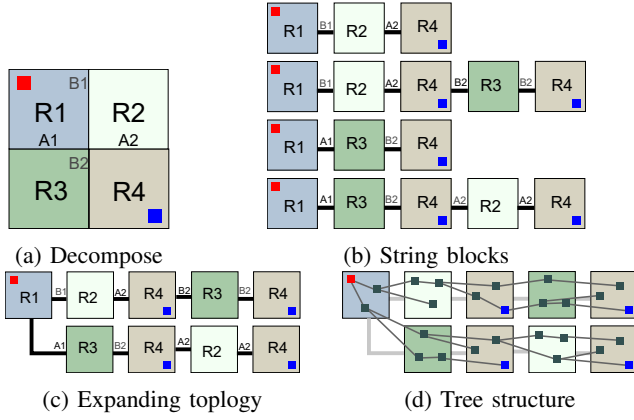 B1
R1 R2
A1 A2
B2
R3 R4
(a) Decompose
R1 B1 R2 A2 R4
R1 B1 R2 A2 R4 B2 R3 B2 R4
R1 A1 R3 B2 R4
R1 A1 R3 B2 R4 A2 R2 A2 R4
(b) String blocks
R1 B1 R2 A2 R4 B2 R3 B2 R4
A1 R3 B2 R4 A2 R2 A2 R4
(c) Expanding toplogy
(d) Tree structure